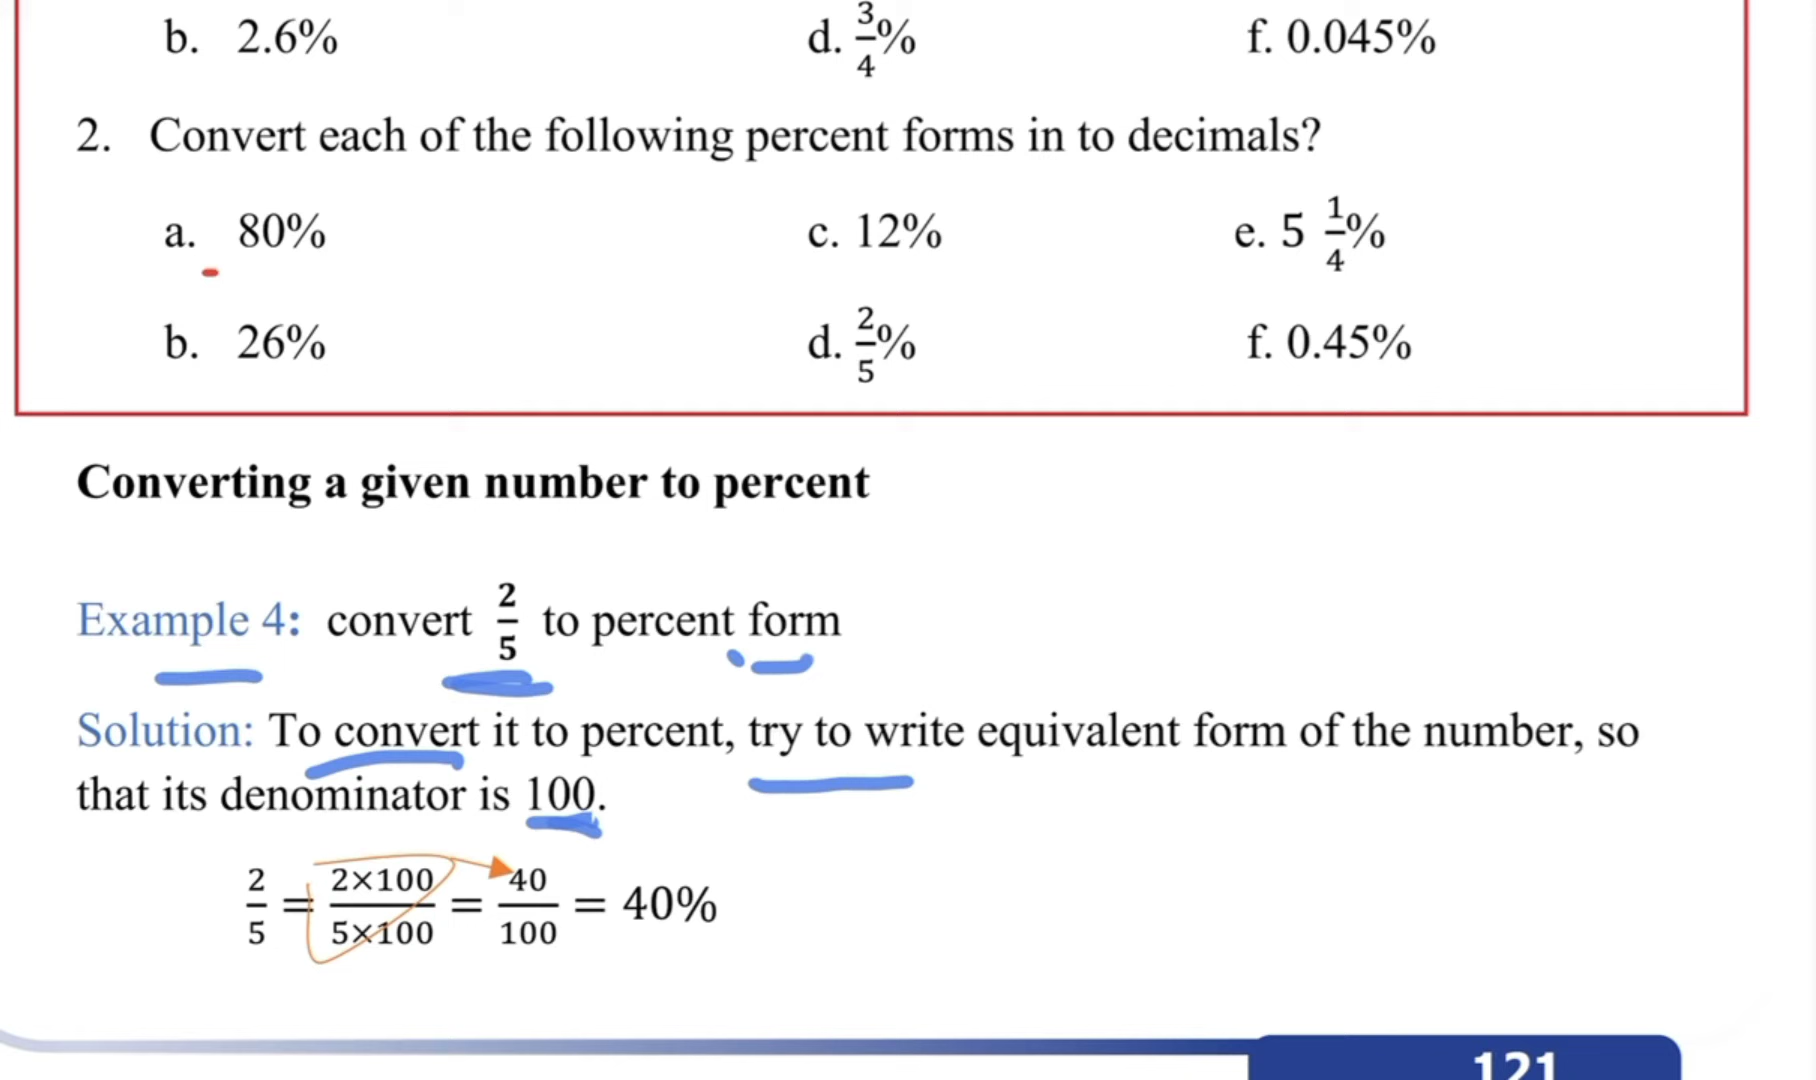 b. 2.6% d. 3/4% f. 0.045%
2. Convert each of the following percent forms in to decimals?
a. 80% c. 12% e. 5 1/4%
b. 26% d. 2/5% f. 0.45%
Converting a given number to percent
Example 4: convert 2/5 to percent form
Solution: To convert it to percent, try to write equivalent form of the number, so
that its denominator is 100.
2/5 = 2×100/5×100 = 40/100 = 40%
121